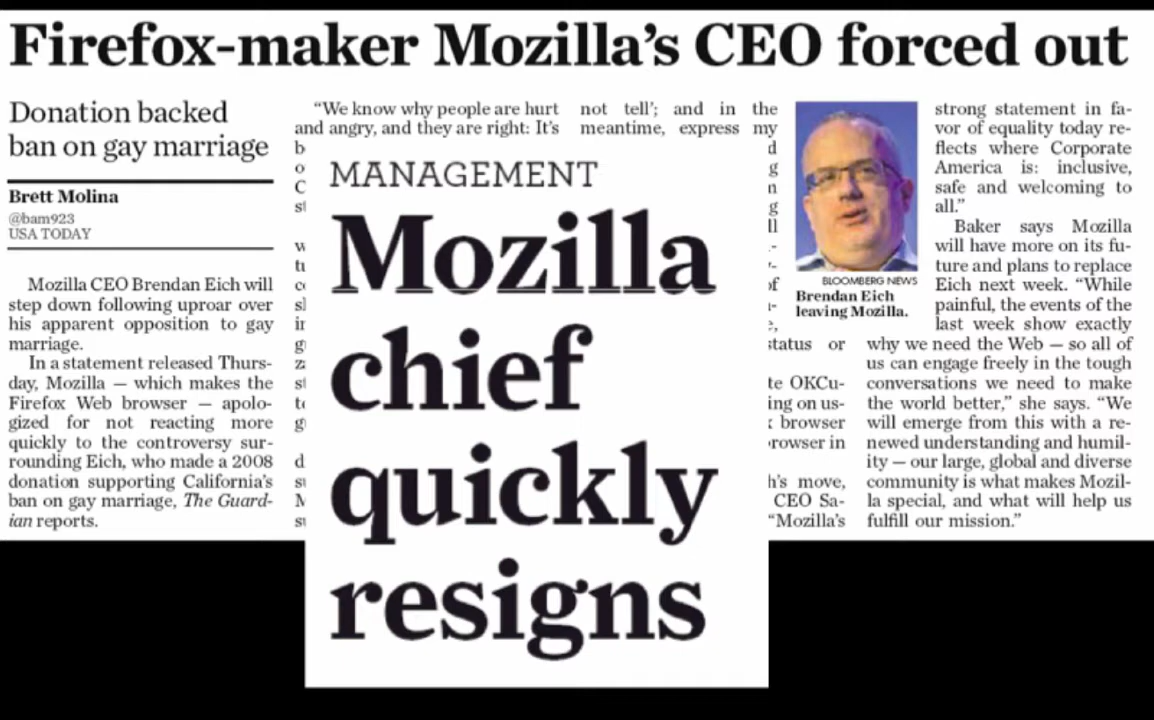 Firefox-maker Mozilla's CEO forced out
Donation backed
ban on gay marriage
Brett Molina
@bam923
USA TODAY
Mozilla CEO Brendan Eich will
step down following uproar over
his apparent opposition to gay
marriage.
In a statement released Thurs-
day, Mozilla — which makes the
Firefox Web browser — apolo-
gized for not reacting more
quickly to the controversy sur-
rounding Eich, who made a 2008
donation supporting California's
ban on gay marriage, The Guard-
ian reports.
“We know why people are hurt
and angry, and they are right: It's
MANAGEMENT
Mozilla
chief
quickly
resigns
not tell'; and in the
meantime, express my
status or
te OKCu-
ing on us-
browser
rowser in
h's move,
CEO Sa-
“Mozilla's
BLOOMBERG NEWS
Brendan Eich
leaving Mozilla.
strong statement in fa-
vor of equality today re-
flects where Corporate
America is: inclusive,
safe and welcoming to
all.”
Baker says Mozilla
will have more on its fu-
ture and plans to replace
Eich next week. “While
painful, the events of the
last week show exactly
why we need the Web — so all of
us can engage freely in the tough
conversations we need to make
the world better,” she says. “We
will emerge from this with a re-
newed understanding and humil-
ity — our large, global and diverse
community is what makes Mozil-
la special, and what will help us
fulfill our mission.”